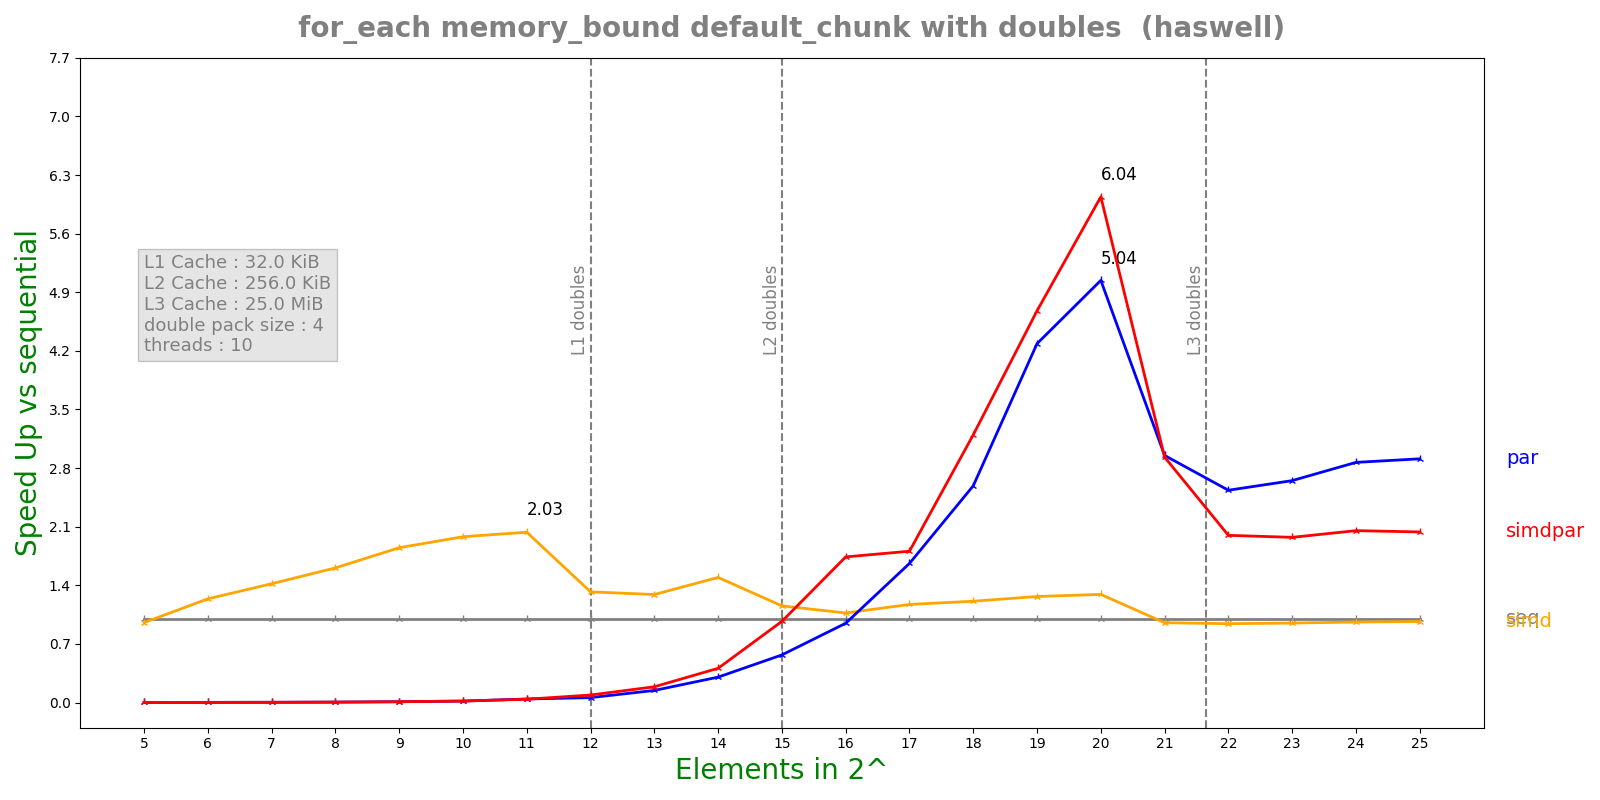 for_each memory_bound default_chunk with doubles (haswell)
Speed Up vs sequential
7.7
7.0
6.3
5.6
4.9
4.2
3.5
2.8
2.1
1.4
0.7
0.0
L1 Cache : 32.0 KiB
L2 Cache : 256.0 KiB
L3 Cache : 25.0 MiB
double pack size : 4
threads : 10
2.03
6.04
5.04
L1 doubles
L2 doubles
L3 doubles
par
simdpar
seq
simd
5 6 7 8 9 10 11 12 13 14 15 16 17 18 19 20 21 22 23 24 25
Elements in 2^